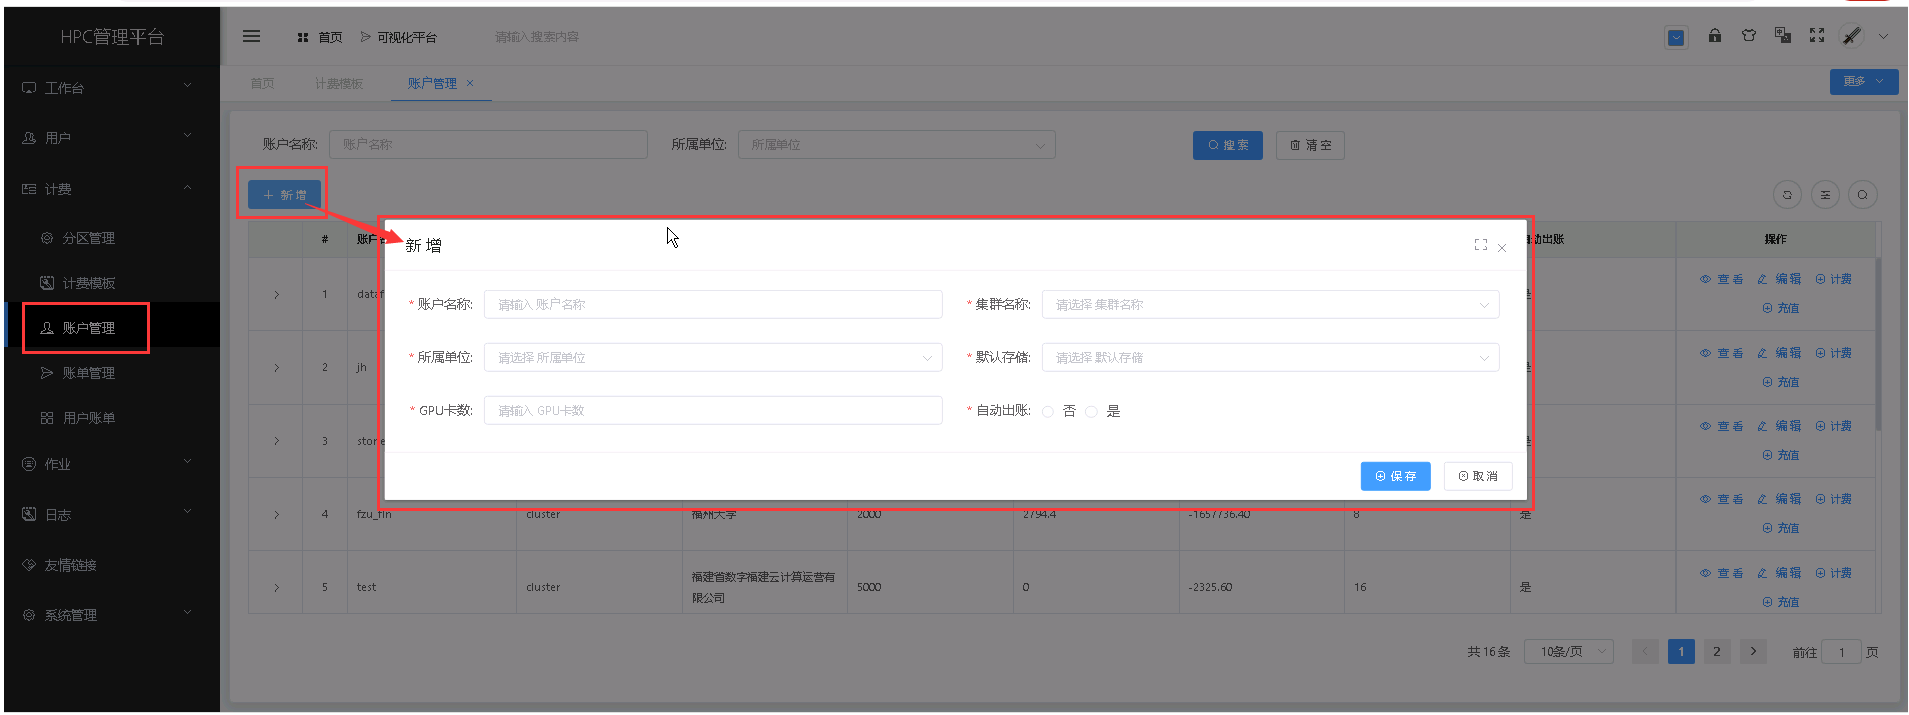 HPC管理平台
首页 可视化平台 请输入搜索内容
工作台
用户
计费
分区管理
计费模板
账户管理
账单管理
用户账单
作业
日志
友情链接
系统管理
首页 计费模板 账户管理 × 更多
账户名称: 账户名称 所属单位: 所属单位 搜索 清空
+ 新增
# 账户 自动出账 操作
1 dataf 是 查看 编辑 计费
充值
2 jh 是 查看 编辑 计费
充值
3 store 是 查看 编辑 计费
充值
4 fzu_fin cluster 福州大学 2000 2794.4 -1657736.40 8 是 查看 编辑 计费
充值
5 test cluster 福建省数字福建云计算运营有 5000 0 -2325.60 16 是 查看 编辑 计费
限公司 充值
新增
* 账户名称: 请输入 账户名称 * 集群名称: 请选择 集群名称
* 所属单位: 请选择 所属单位 * 默认存储: 请选择 默认存储
* GPU卡数: 请输入 GPU卡数 * 自动出账: 否 是
保存 取消
共 16 条 10条/页 1 2 前往 1 页